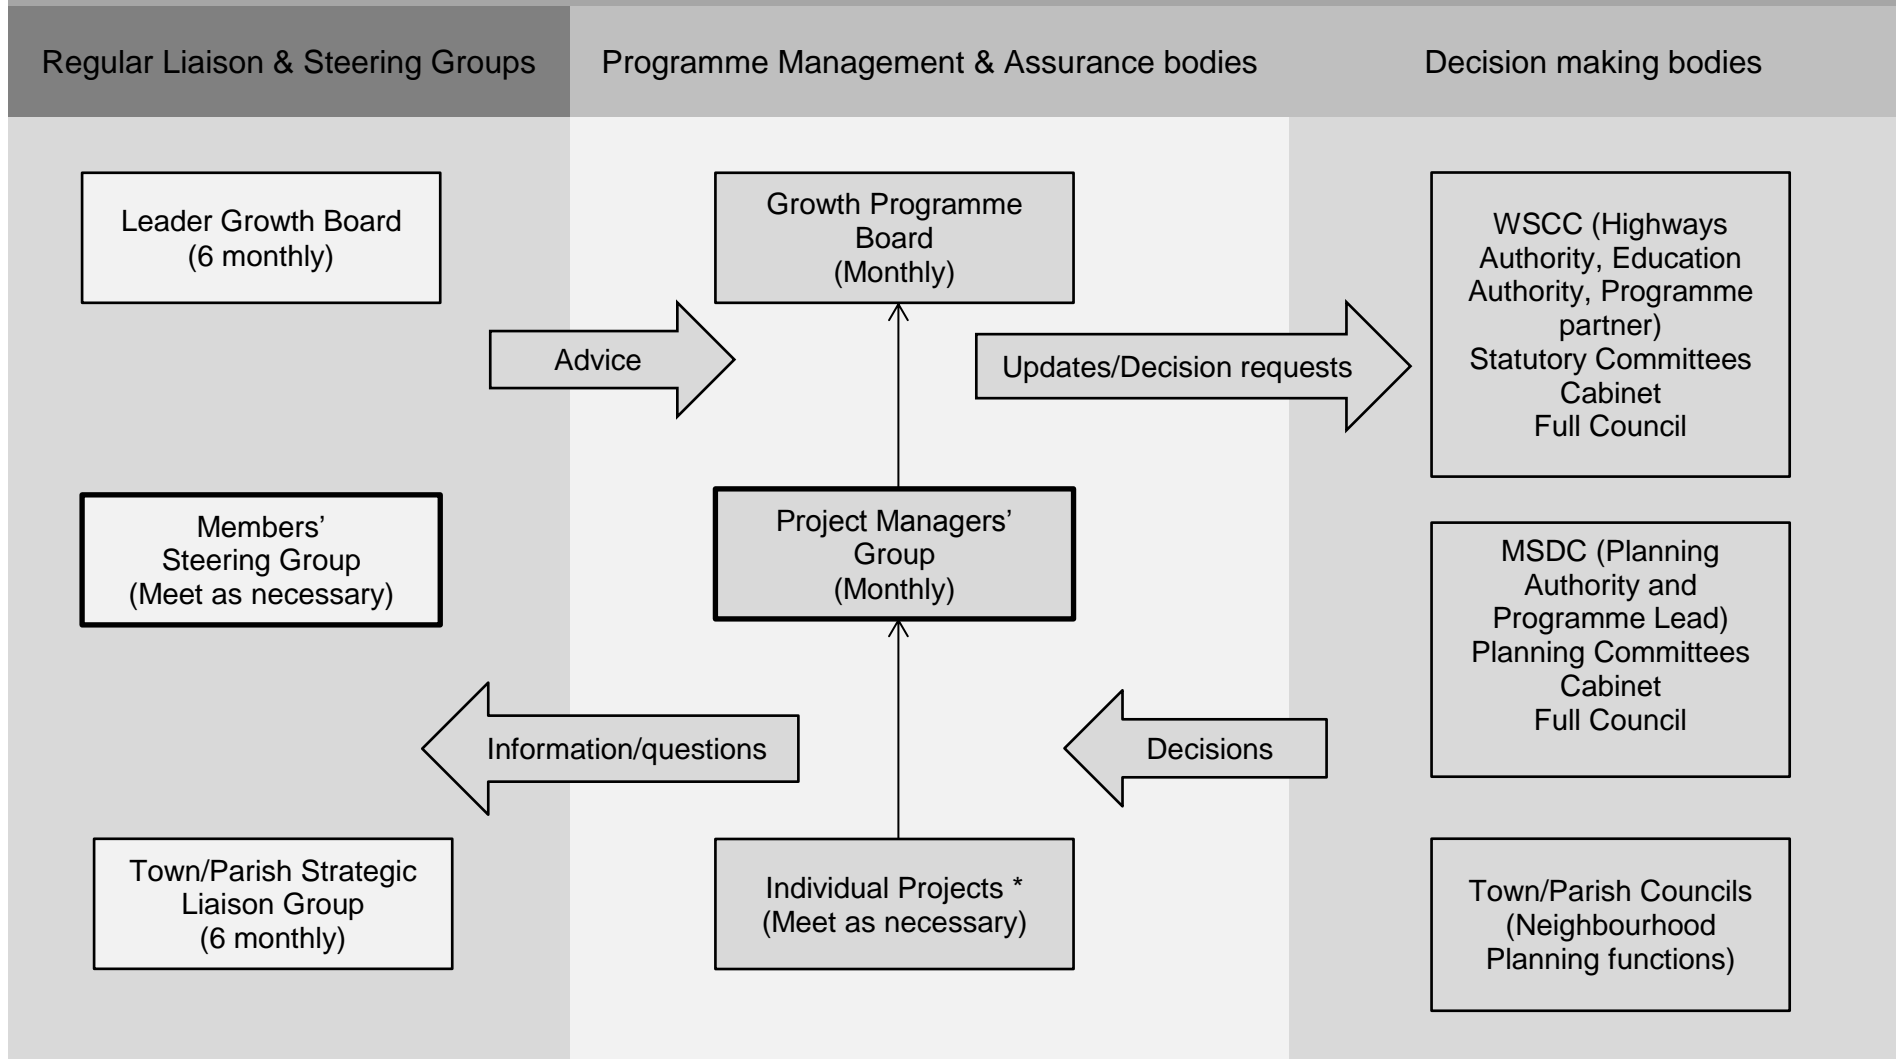 Regular Liaison & Steering Groups
Programme Management & Assurance bodies
Decision making bodies
Leader Growth Board
(6 monthly)
Growth Programme
Board
(Monthly)
WSCC (Highways
Authority, Education
Authority, Programme
partner)
Statutory Committees
Cabinet
Full Council
Advice
Updates/Decision requests
Members’
Steering Group
(Meet as necessary)
Project Managers’
Group
(Monthly)
MSDC (Planning
Authority and
Programme Lead)
Planning Committees
Cabinet
Full Council
Information/questions
Decisions
Town/Parish Strategic
Liaison Group
(6 monthly)
Individual Projects *
(Meet as necessary)
Town/Parish Councils
(Neighbourhood
Planning functions)